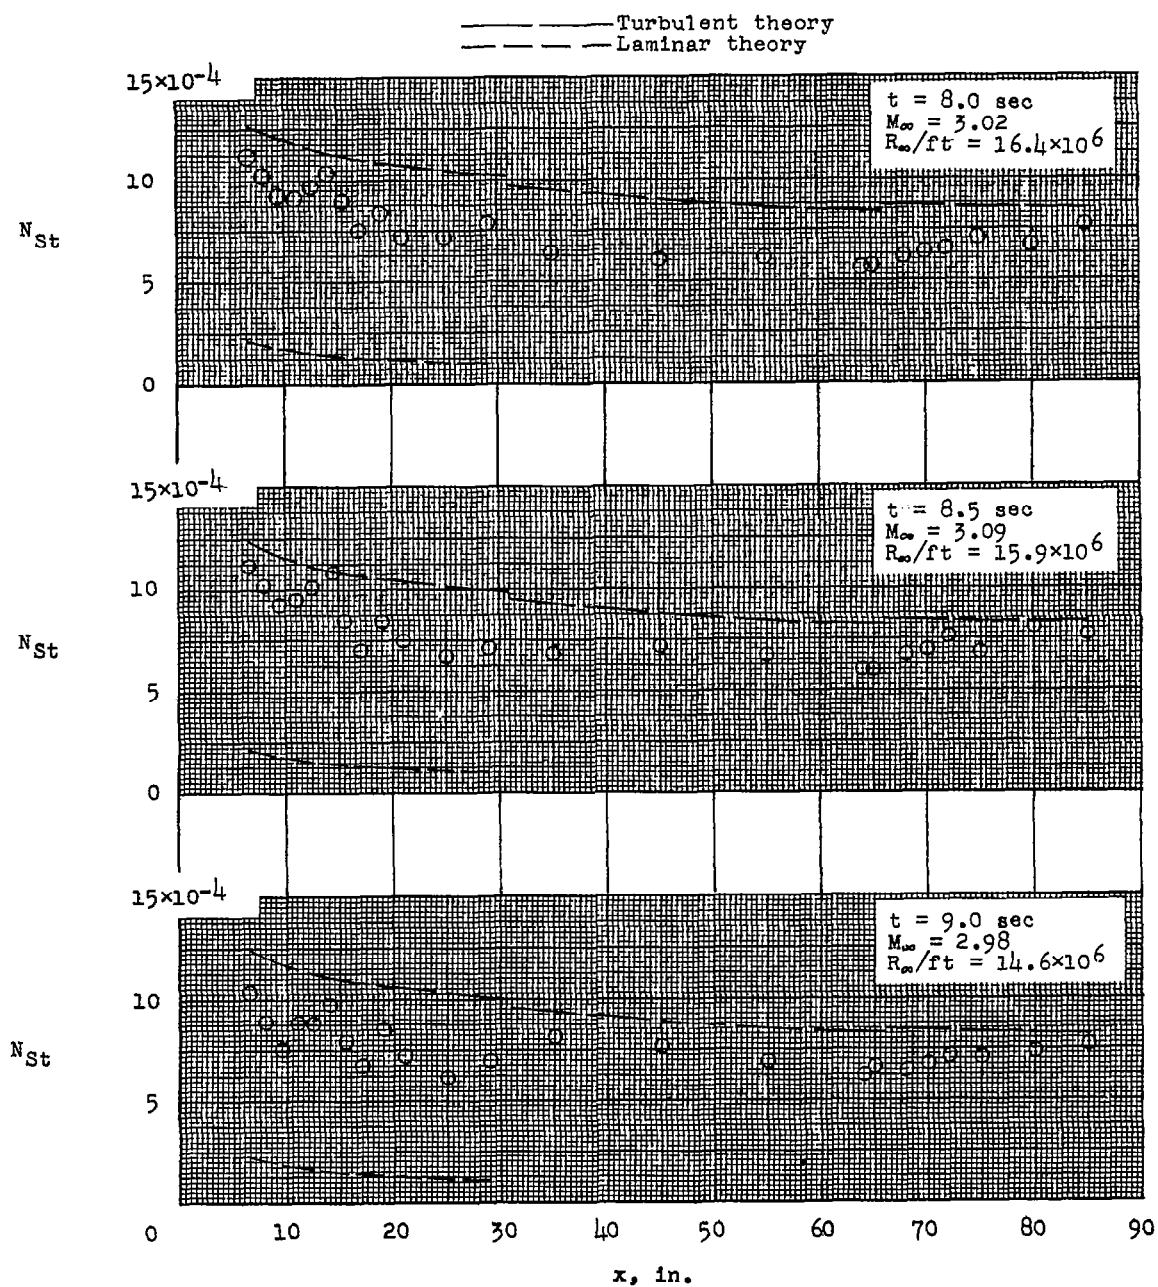 Turbulent theory
Laminar theory
15×10-4
t = 8.0 sec
M∞ = 3.02
R∞/ft = 16.4×106
10
NSt
5
0
15×10-4
t = 8.5 sec
M∞ = 3.09
R∞/ft = 15.9×106
10
NSt
5
0
15×10-4
t = 9.0 sec
M∞ = 2.98
R∞/ft = 14.6×106
10
NSt
5
0 10 20 30 40 50 60 70 80 90
x, in.